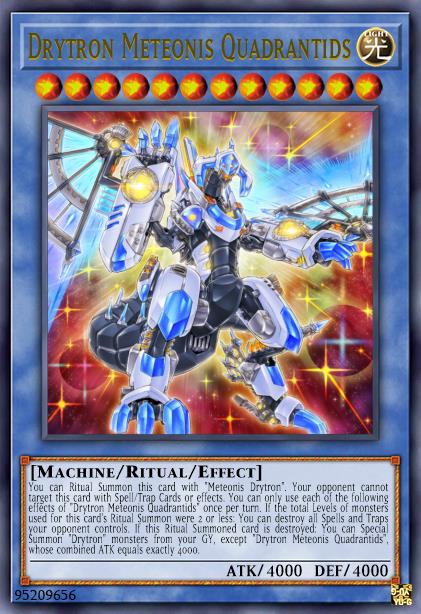 DRYTRON METEONIS QUADRANTIDS
LIGHT
光
[MACHINE/RITUAL/EFFECT]
You can Ritual Summon this card with "Meteonis Drytron". Your opponent cannot
target this card with Spell/Trap Cards or effects. You can only use each of the following
effects of "Drytron Meteonis Quadrantids" once per turn. If the total Levels of monsters
used for this card's Ritual Summon were 2 or less: You can destroy all Spells and Traps
your opponent controls. If this Ritual Summoned card is destroyed: You can Special
Summon "Drytron" monsters from your GY, except "Drytron Meteonis Quadrantids",
whose combined ATK equals exactly 4000.
ATK/4000 DEF/4000
95209656